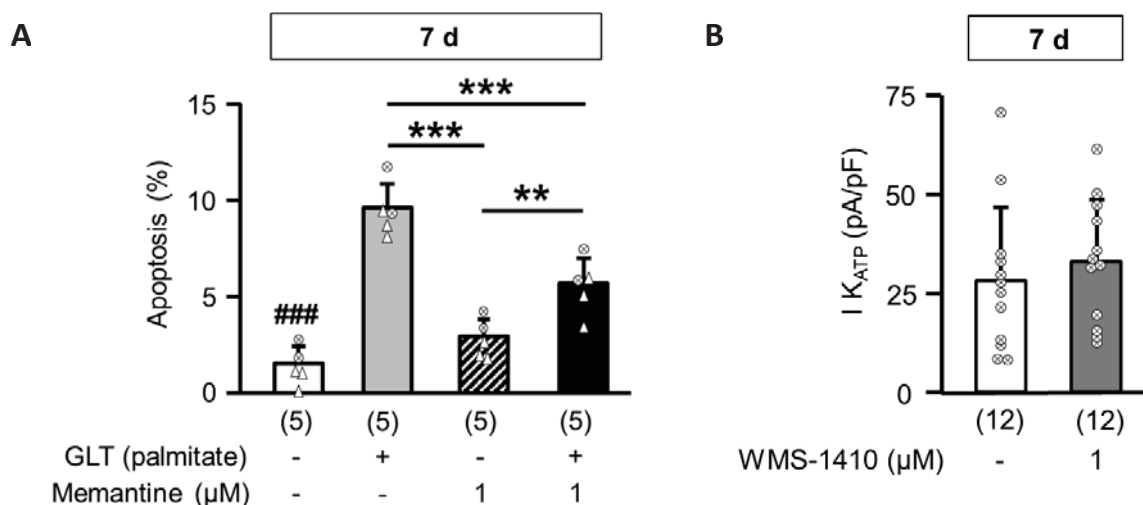 A
7 d
***
***
**
###
15
10
5
0
Apoptosis (%)
(5) (5) (5) (5)
GLT (palmitate) - + - +
Memantine (µM) - - 1 1
B
7 d
75
50
25
0
I K_ATP (pA/pF)
(12) (12)
WMS-1410 (µM) - 1